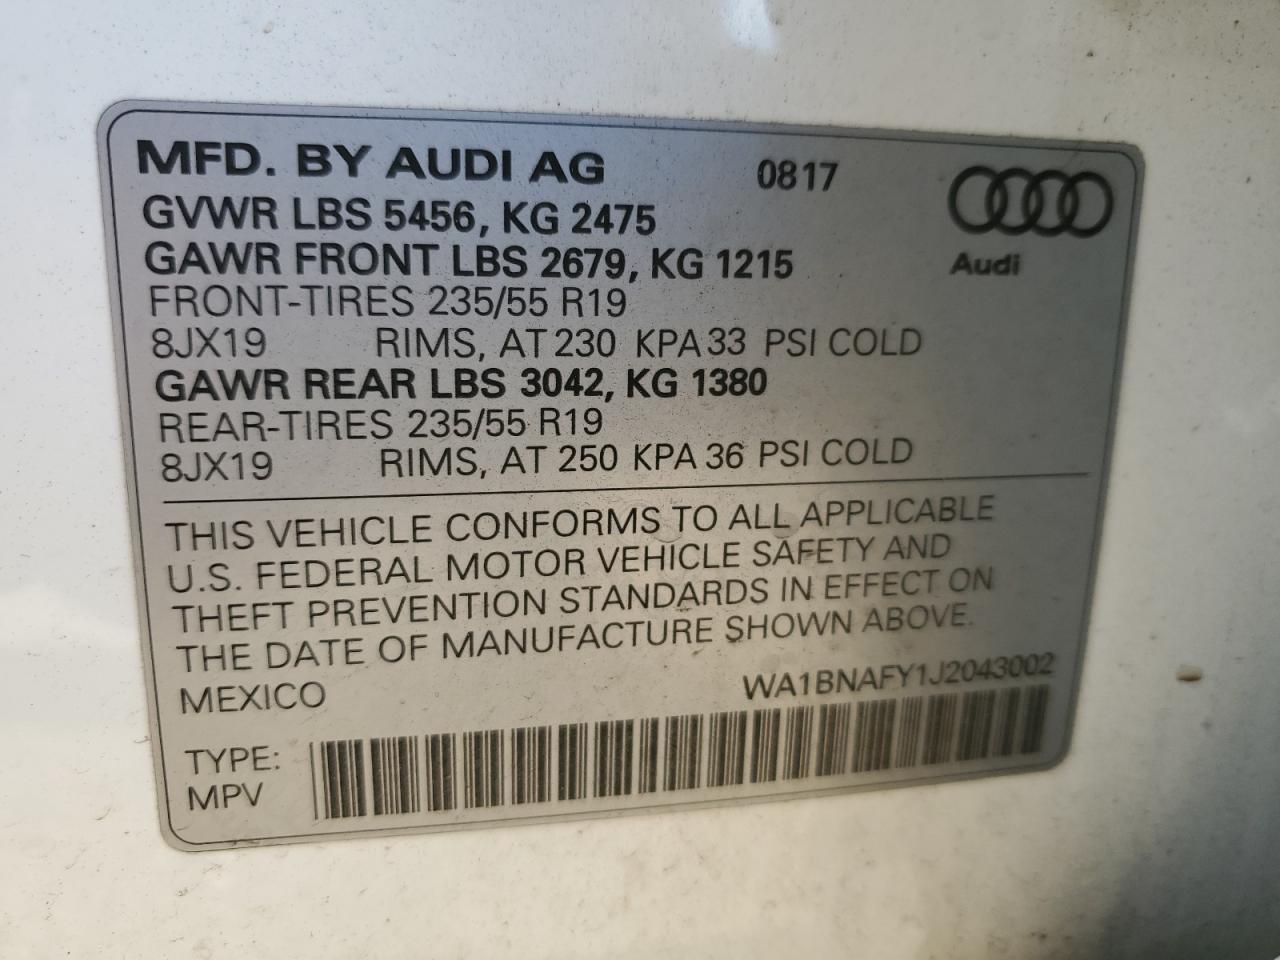 MFD. BY AUDI AG 0817
GVWR LBS 5456, KG 2475
GAWR FRONT LBS 2679, KG 1215
Audi
FRONT-TIRES 235/55 R19
8JX19 RIMS, AT 230 KPA 33 PSI COLD
GAWR REAR LBS 3042, KG 1380
REAR-TIRES 235/55 R19
8JX19 RIMS, AT 250 KPA 36 PSI COLD
THIS VEHICLE CONFORMS TO ALL APPLICABLE
U.S. FEDERAL MOTOR VEHICLE SAFETY AND
THEFT PREVENTION STANDARDS IN EFFECT ON
THE DATE OF MANUFACTURE SHOWN ABOVE.
MEXICO WA1BNAFY1J2043002
TYPE:
MPV